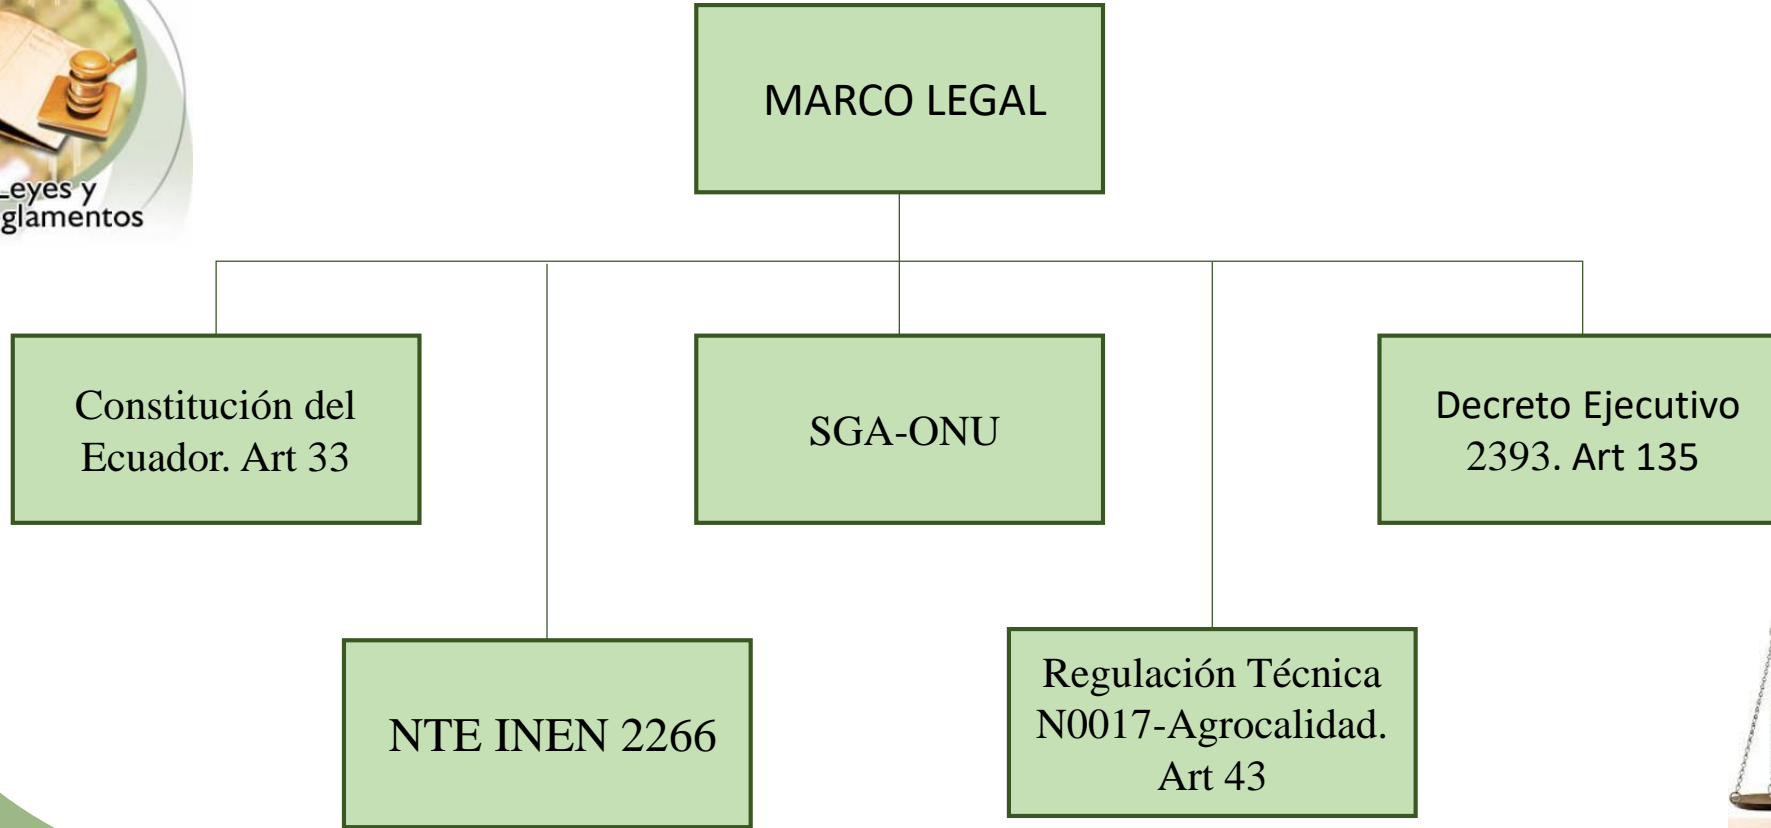 Leyes y
glamentos
MARCO LEGAL
Constitución del
Ecuador. Art 33
SGA-ONU
Decreto Ejecutivo
2393. Art 135
NTE INEN 2266
Regulación Técnica
N0017-Agrocalidad.
Art 43